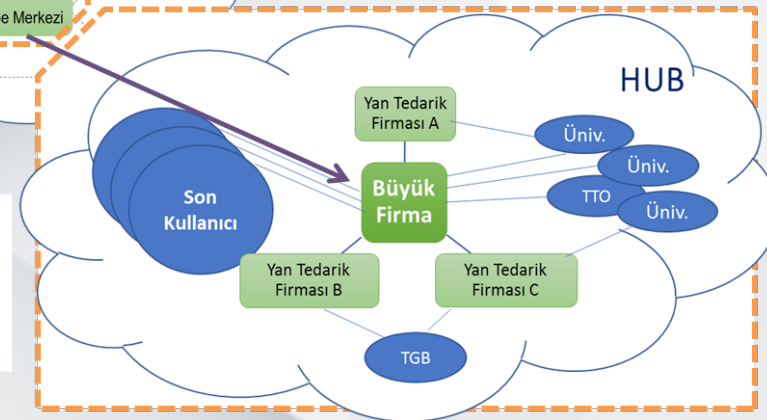 e Merkezi
HUB
Yan Tedarik
Firması A
Üniv.
Üniv.
TTO
Üniv.
Büyük
Firma
Son
Kullanıcı
Yan Tedarik
Firması B
Yan Tedarik
Firması C
TGB